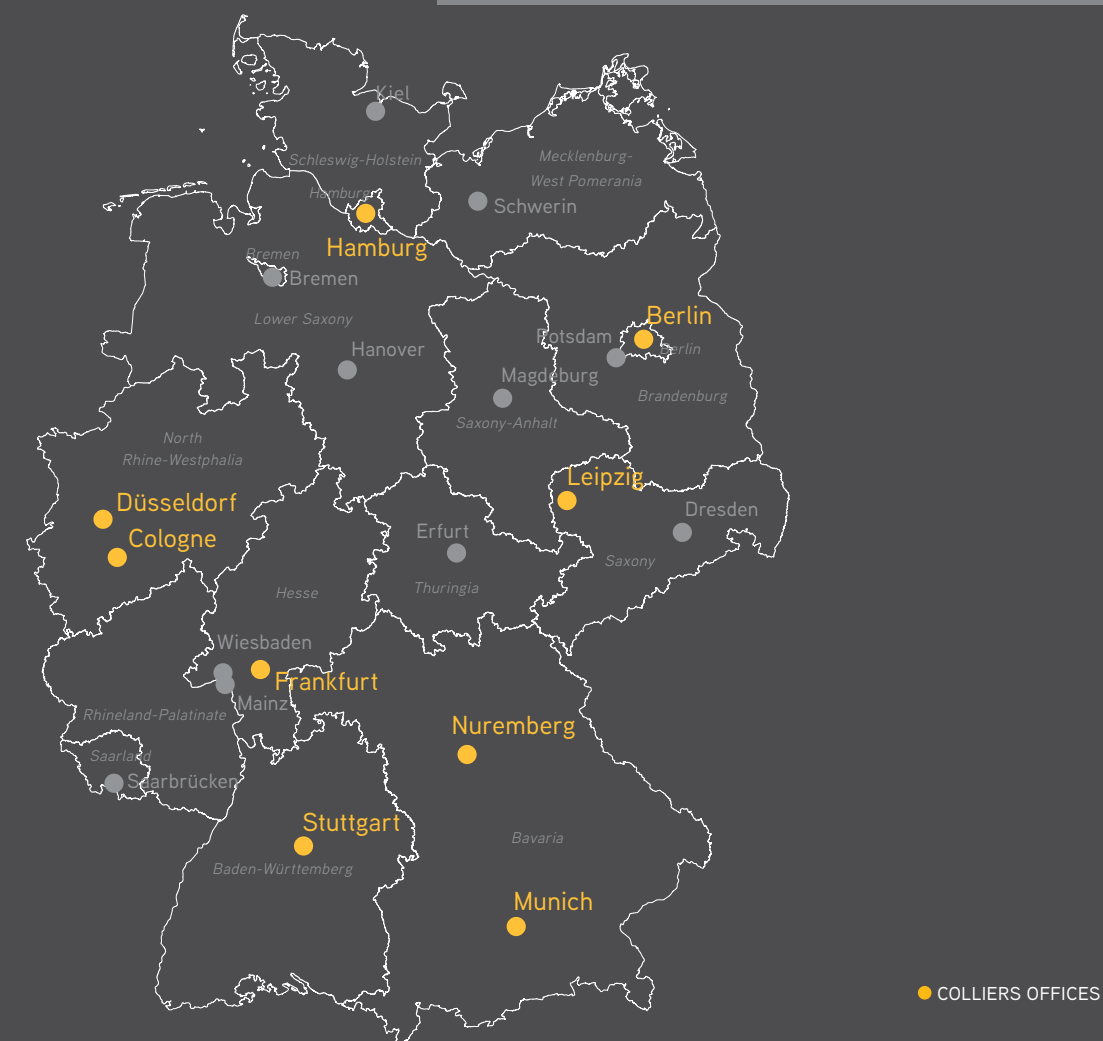 Kiel
Schleswig-Holstein
Mecklenburg-
West Pomerania
Hamburg
Schwerin
Hamburg
Bremen
Bremen
Lower Saxony
Berlin
Potsdam
Berlin
Hanover
Magdeburg
Brandenburg
Saxony-Anhalt
North
Rhine-Westphalia
Leipzig
Düsseldorf
Dresden
Cologne
Erfurt
Saxony
Thuringia
Hesse
Wiesbaden
Frankfurt
Mainz
Rhineland-Palatinate
Nuremberg
Saarland
Saarbrücken
Stuttgart
Bavaria
Baden-Württemberg
Munich
COLLIERS OFFICES